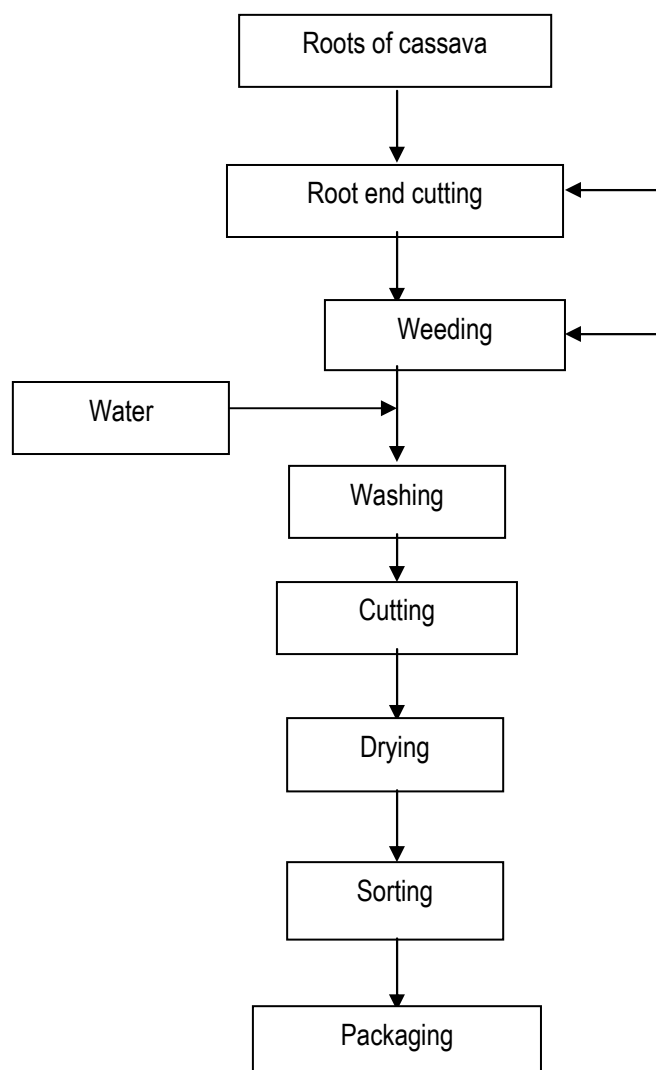 Roots of cassava
Root end cutting
Weeding
Water
Washing
Cutting
Drying
Sorting
Packaging